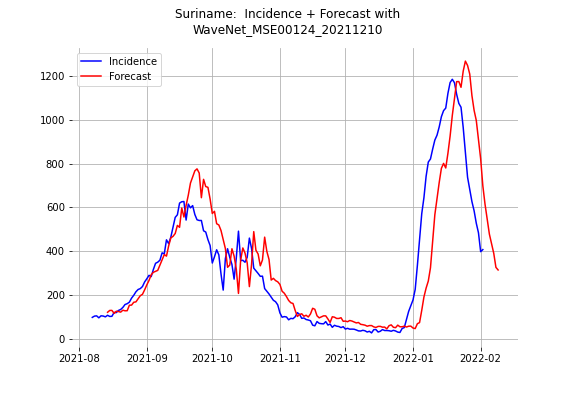 Suriname:  Incidence + Forecast with
WaveNet_MSE00124_20211210
Incidence
Forecast
1200
1000
800
600
400
200
0
2021-08 2021-09 2021-10 2021-11 2021-12 2022-01 2022-02